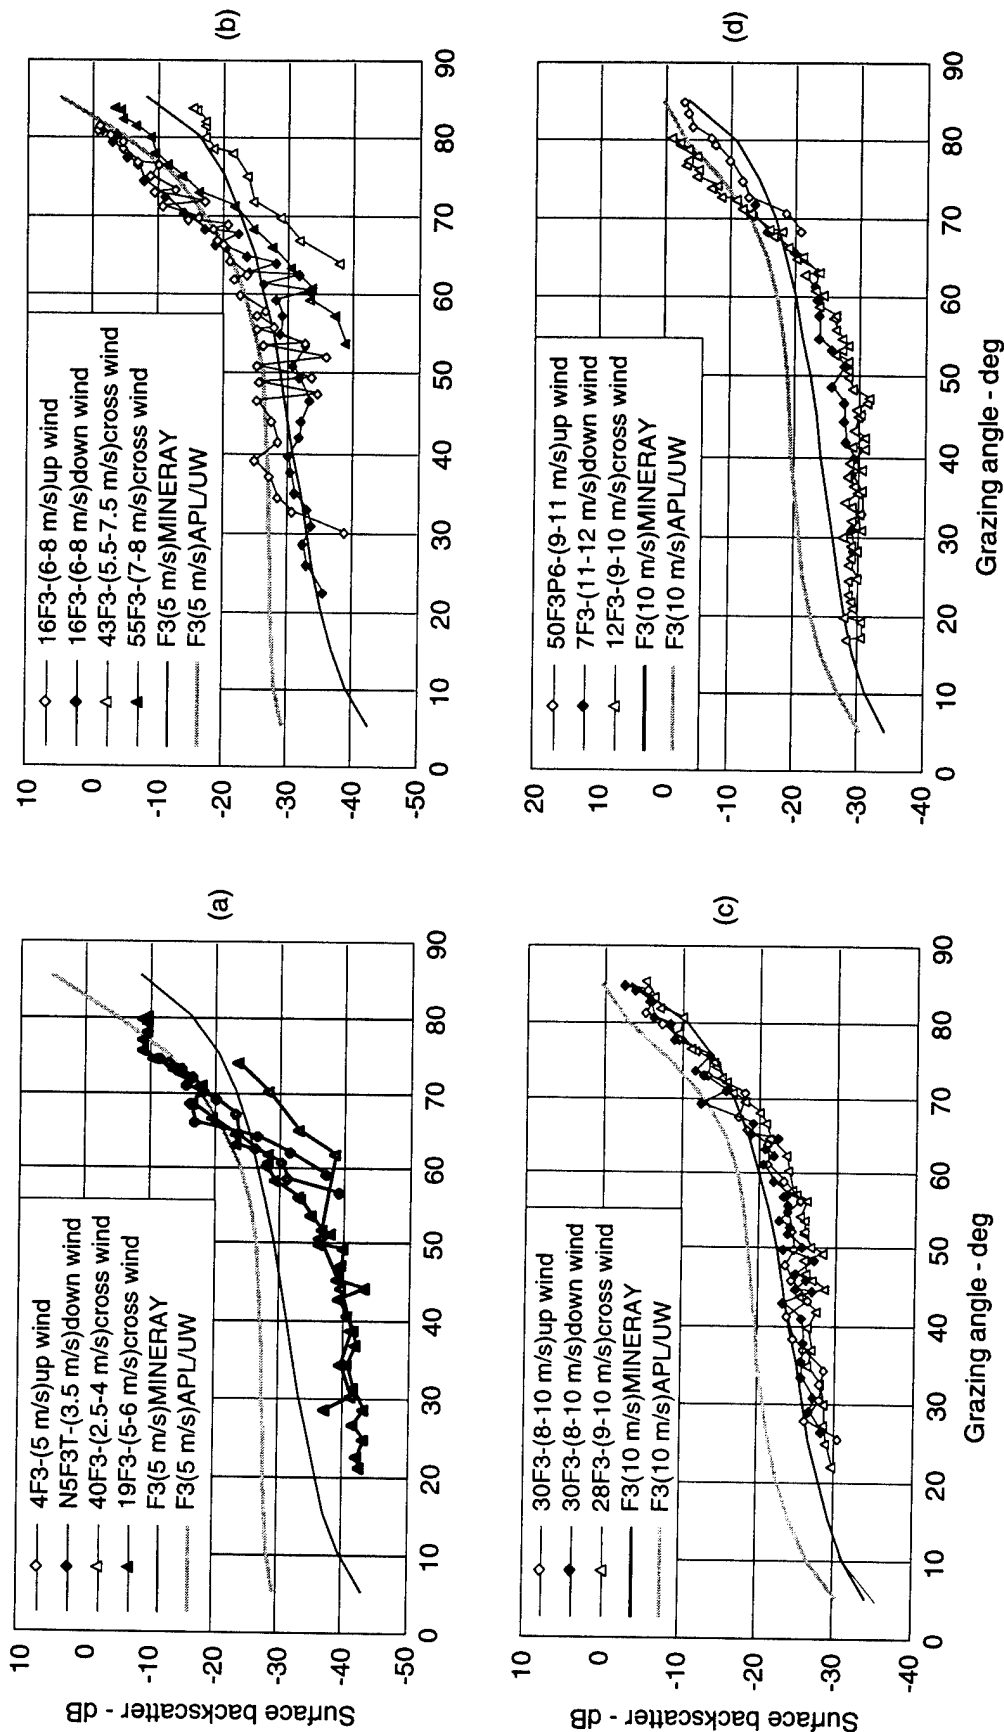 (a)
Surface backscatter - dB
10
0
-10
-20
-30
-40
-50
4F3-(5 m/s)up wind
N5F3T-(3.5 m/s)down wind
40F3-(2.5-4 m/s)cross wind
19F3-(5-6 m/s)cross wind
F3(5 m/s)MINERAY
F3(5 m/s)APL/UW
0
10
20
30
40
50
60
70
80
90
(b)
10
0
-10
-20
-30
-40
-50
16F3-(6-8 m/s)up wind
16F3-(6-8 m/s)down wind
43F3-(5.5-7.5 m/s)cross wind
55F3-(7-8 m/s)cross wind
F3(5 m/s)MINERAY
F3(5 m/s)APL/UW
0
10
20
30
40
50
60
70
80
90
(c)
Surface backscatter - dB
10
0
-10
-20
-30
-40
30F3-(8-10 m/s)up wind
30F3-(8-10 m/s)down wind
28F3-(9-10 m/s)cross wind
F3(10 m/s)MINERAY
F3(10 m/s)APL/UW
0
10
20
30
40
50
60
70
80
90
Grazing angle - deg
(d)
20
10
0
-10
-20
-30
-40
50F3P6-(9-11 m/s)up wind
7F3-(11-12 m/s)down wind
12F3-(9-10 m/s)cross wind
F3(10 m/s)MINERAY
F3(10 m/s)APL/UW
0
10
20
30
40
50
60
70
80
90
Grazing angle - deg